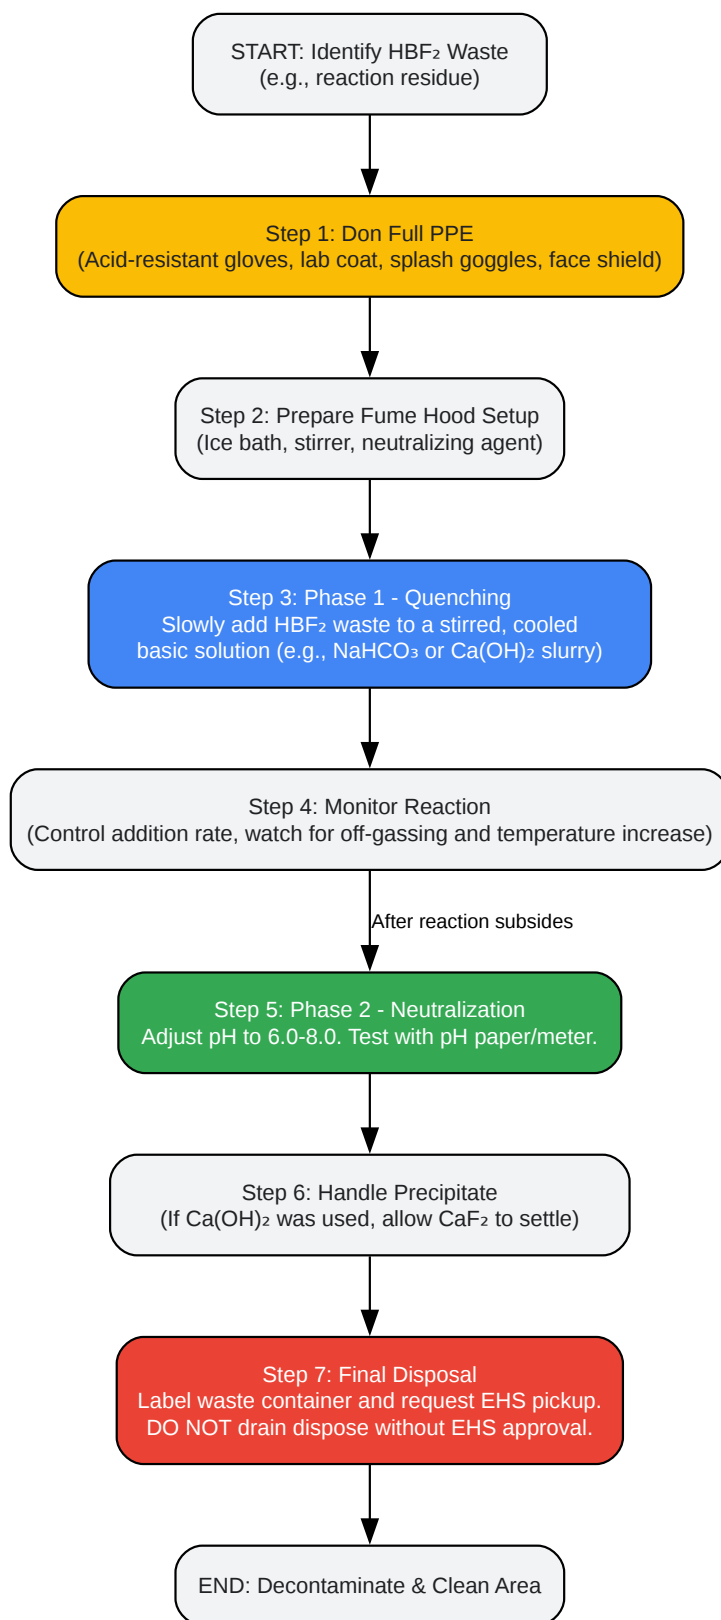 START: Identify HBF₂ Waste
(e.g., reaction residue)
Step 1: Don Full PPE
(Acid-resistant gloves, lab coat, splash goggles, face shield)
Step 2: Prepare Fume Hood Setup
(Ice bath, stirrer, neutralizing agent)
Step 3: Phase 1 - Quenching
Slowly add HBF₂ waste to a stirred, cooled
basic solution (e.g., NaHCO₃ or Ca(OH)₂ slurry)
Step 4: Monitor Reaction
(Control addition rate, watch for off-gassing and temperature increase)
After reaction subsides
Step 5: Phase 2 - Neutralization
Adjust pH to 6.0-8.0. Test with pH paper/meter.
Step 6: Handle Precipitate
(If Ca(OH)₂ was used, allow CaF₂ to settle)
Step 7: Final Disposal
Label waste container and request EHS pickup.
DO NOT drain dispose without EHS approval.
END: Decontaminate & Clean Area